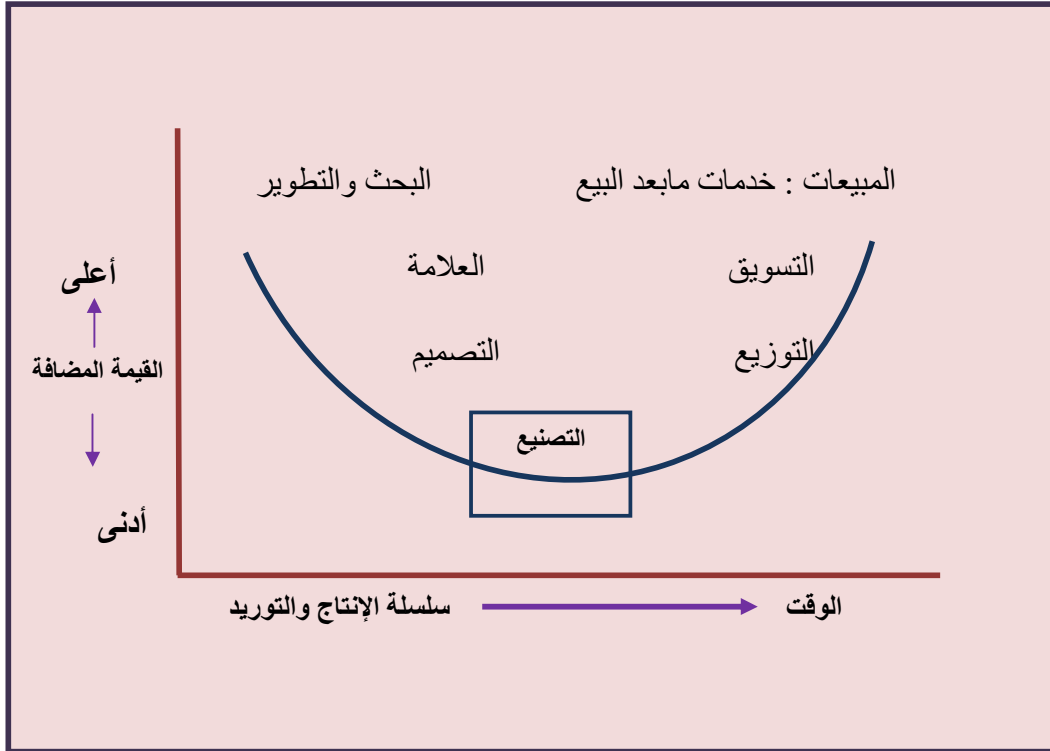 المبيعات : خدمات مابعد البيع
البحث والتطوير
التسويق
العلامة
أعلى
التوزيع
التصميم
القيمة المضافة
التصنيع
أدنى
الوقت
سلسلة الإنتاج والتوريد